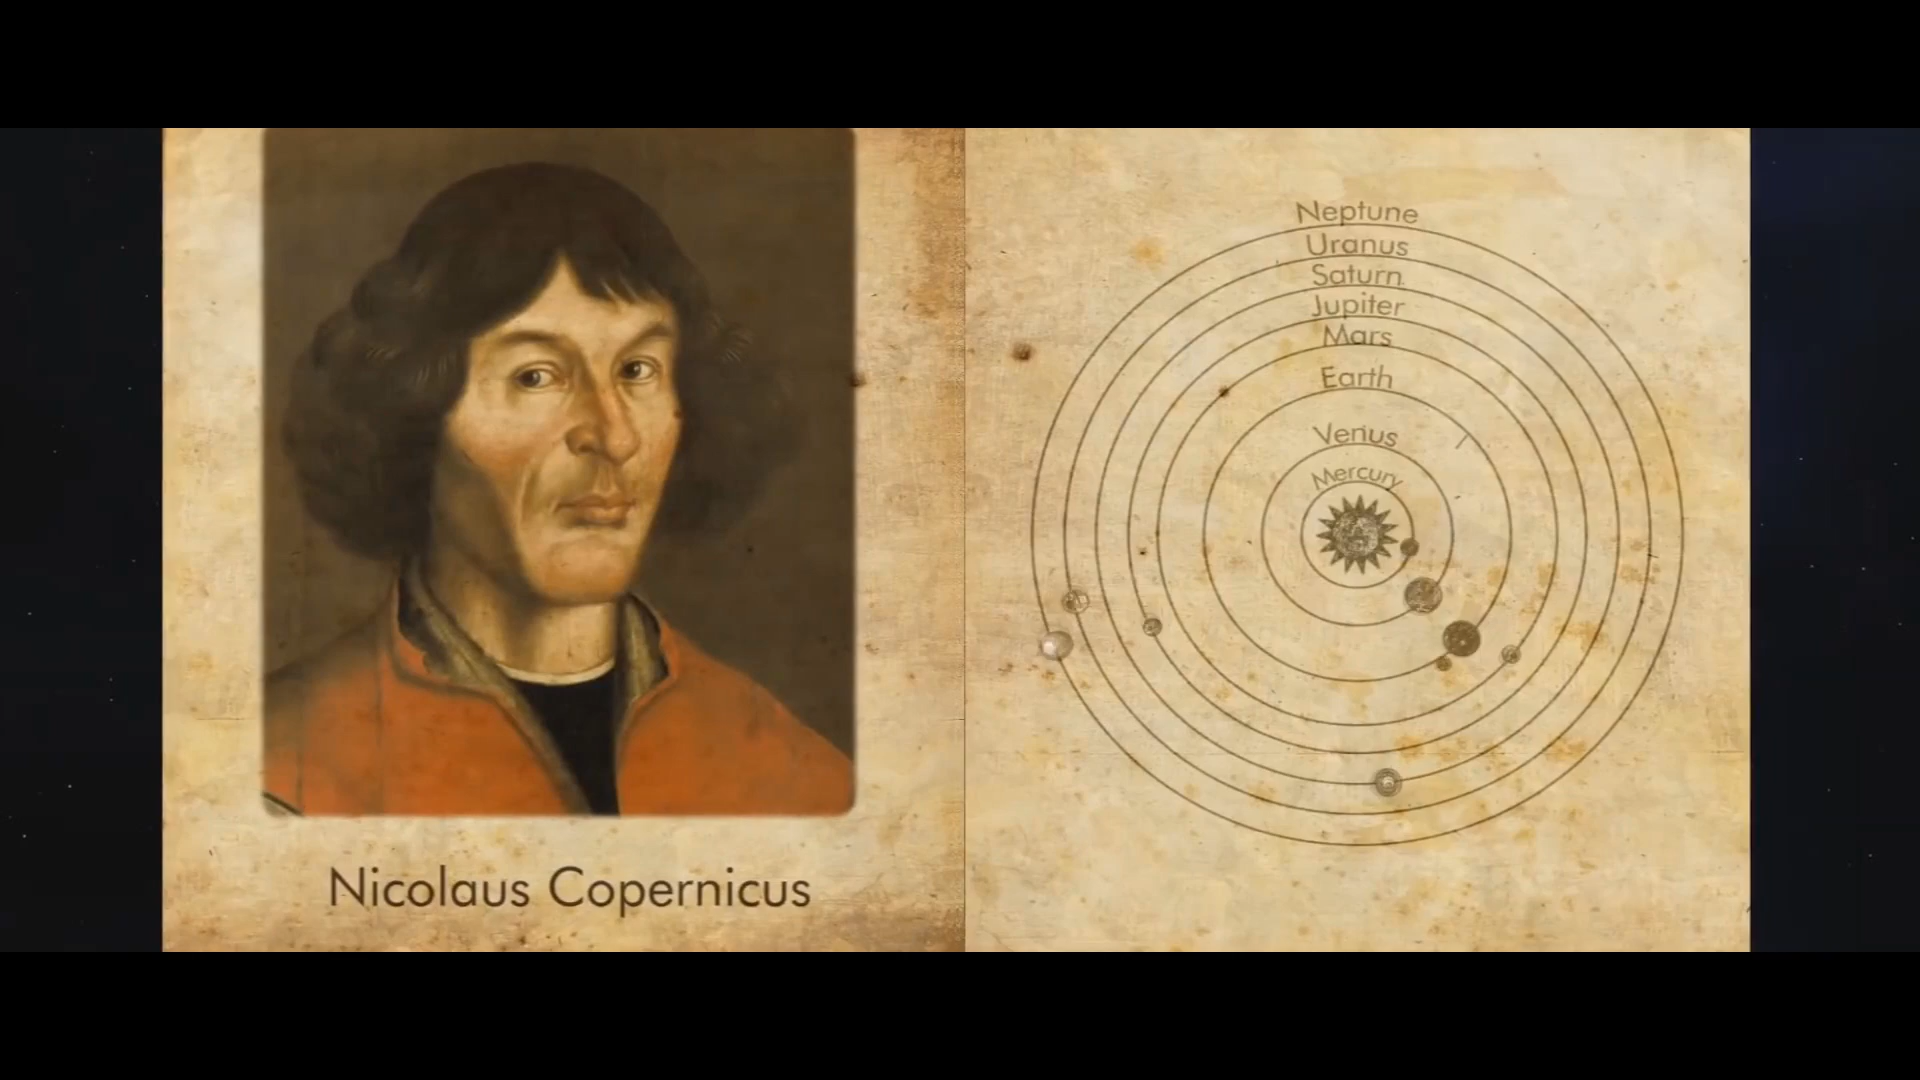 Nicolaus Copernicus
Neptune
Uranus
Saturn
Jupiter
Mars
Earth
Venus
Mercury